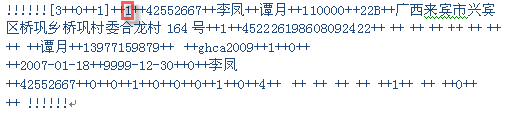 !!!!!![3++0++1]++1++42552667++李凤++谭月++110000++22B++广西来宾市兴宾
区桥巩乡桥巩村委合龙村 164 号++1++452226198608092422++ ++ ++ ++ ++ ++ ++
++ ++谭月++13977159879++ ++ghca2009++1++0++
++2007-01-18++9999-12-30++0++李凤
++42552667++0++0++1++0++0++0++1++0++4++ ++ ++ ++ ++ ++1++ ++ ++0++
++ !!!!!!